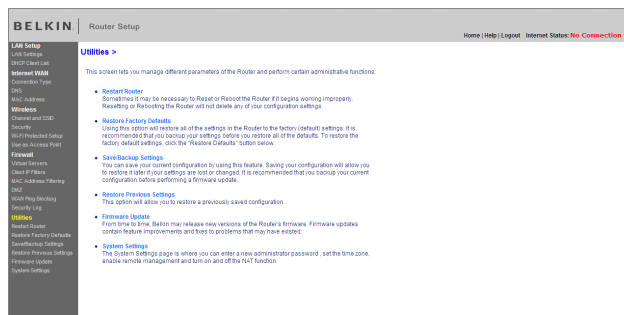 BELKIN | Router Setup
Home | Help | Logout Internet Status: No Connection
LAN Setup
LAN Settings
DHCP Client List
Internet WAN
Connection Type
DNS
MAC Address
Wireless
Channel and SSID
Security
Wi-Fi Protected Setup
Use as Access Point
Firewall
Virtual Servers
Client IP Filters
MAC Address Filtering
DMZ
WAN Ping Blocking
Security Log
Utilities
Restart Router
Restore Factory Defaults
Save/Backup Settings
Restore Previous Settings
Firmware Update
System Settings
Utilities >
This screen lets you manage different parameters of the Router and perform certain administrative functions.
• Restart Router
Sometimes it may be necessary to Reset or Reboot the Router if it begins working improperly.
Resetting or Rebooting the Router will not delete any of your configuration settings.
• Restore Factory Defaults
Using this option will restore all of the settings in the Router to the factory (default) settings. It is
recommended that you backup your settings before you restore all of the defaults. To restore the
factory default settings, click the "Restore Defaults" button below.
• Save/Backup Settings
You can save your current configuration by using this feature. Saving your configuration will allow you
to restore it later if your settings are lost or changed. It is recommended that you backup your current
configuration before performing a firmware update.
• Restore Previous Settings
This option will allow you to restore a previously saved configuration.
• Firmware Update
From time to time, Belkin may release new versions of the Router's firmware. Firmware updates
contain feature improvements and fixes to problems that may have existed.
• System Settings
The System Settings page is where you can enter a new administrator password , set the time zone,
enable remote management and turn on and off the NAT function.